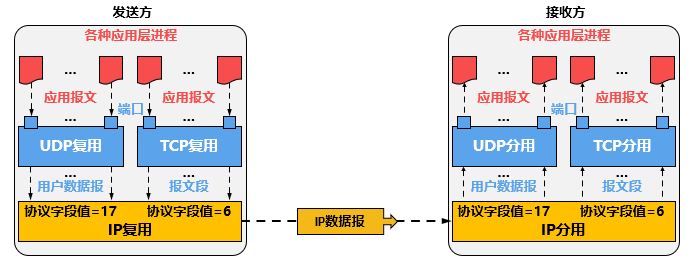 发送方
接收方
各种应用层进程
各种应用层进程
... ...
... ...
应用报文 应用报文
应用报文 应用报文
端口
端口
... ...
... ...
UDP复用 TCP复用
UDP分用 TCP分用
... ...
... ...
用户数据报 报文段
用户数据报 报文段
协议字段值=17 协议字段值=6
IP复用
IP数据报
协议字段值=17 协议字段值=6
IP分用